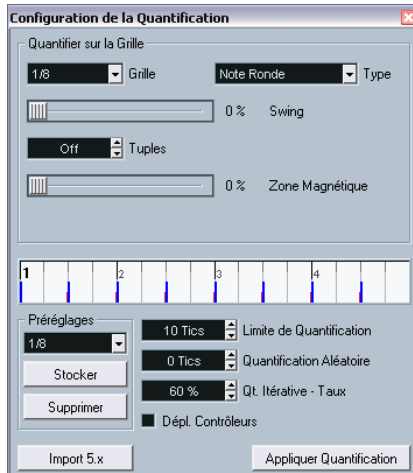 Configuration de la Quantification
Quantifier sur la Grille
1/8 Grille Note Ronde Type
0 % Swing
Off Tuples
0 % Zone Magnétique
1 2 3 4
Préréglages
1/8
Stocker
Supprimer
10 Tics Limite de Quantification
0 Tics Quantification Aléatoire
60 % Qt. Itérative - Taux
Dépl. Contrôleurs
Import 5.x Appliquer Quantification